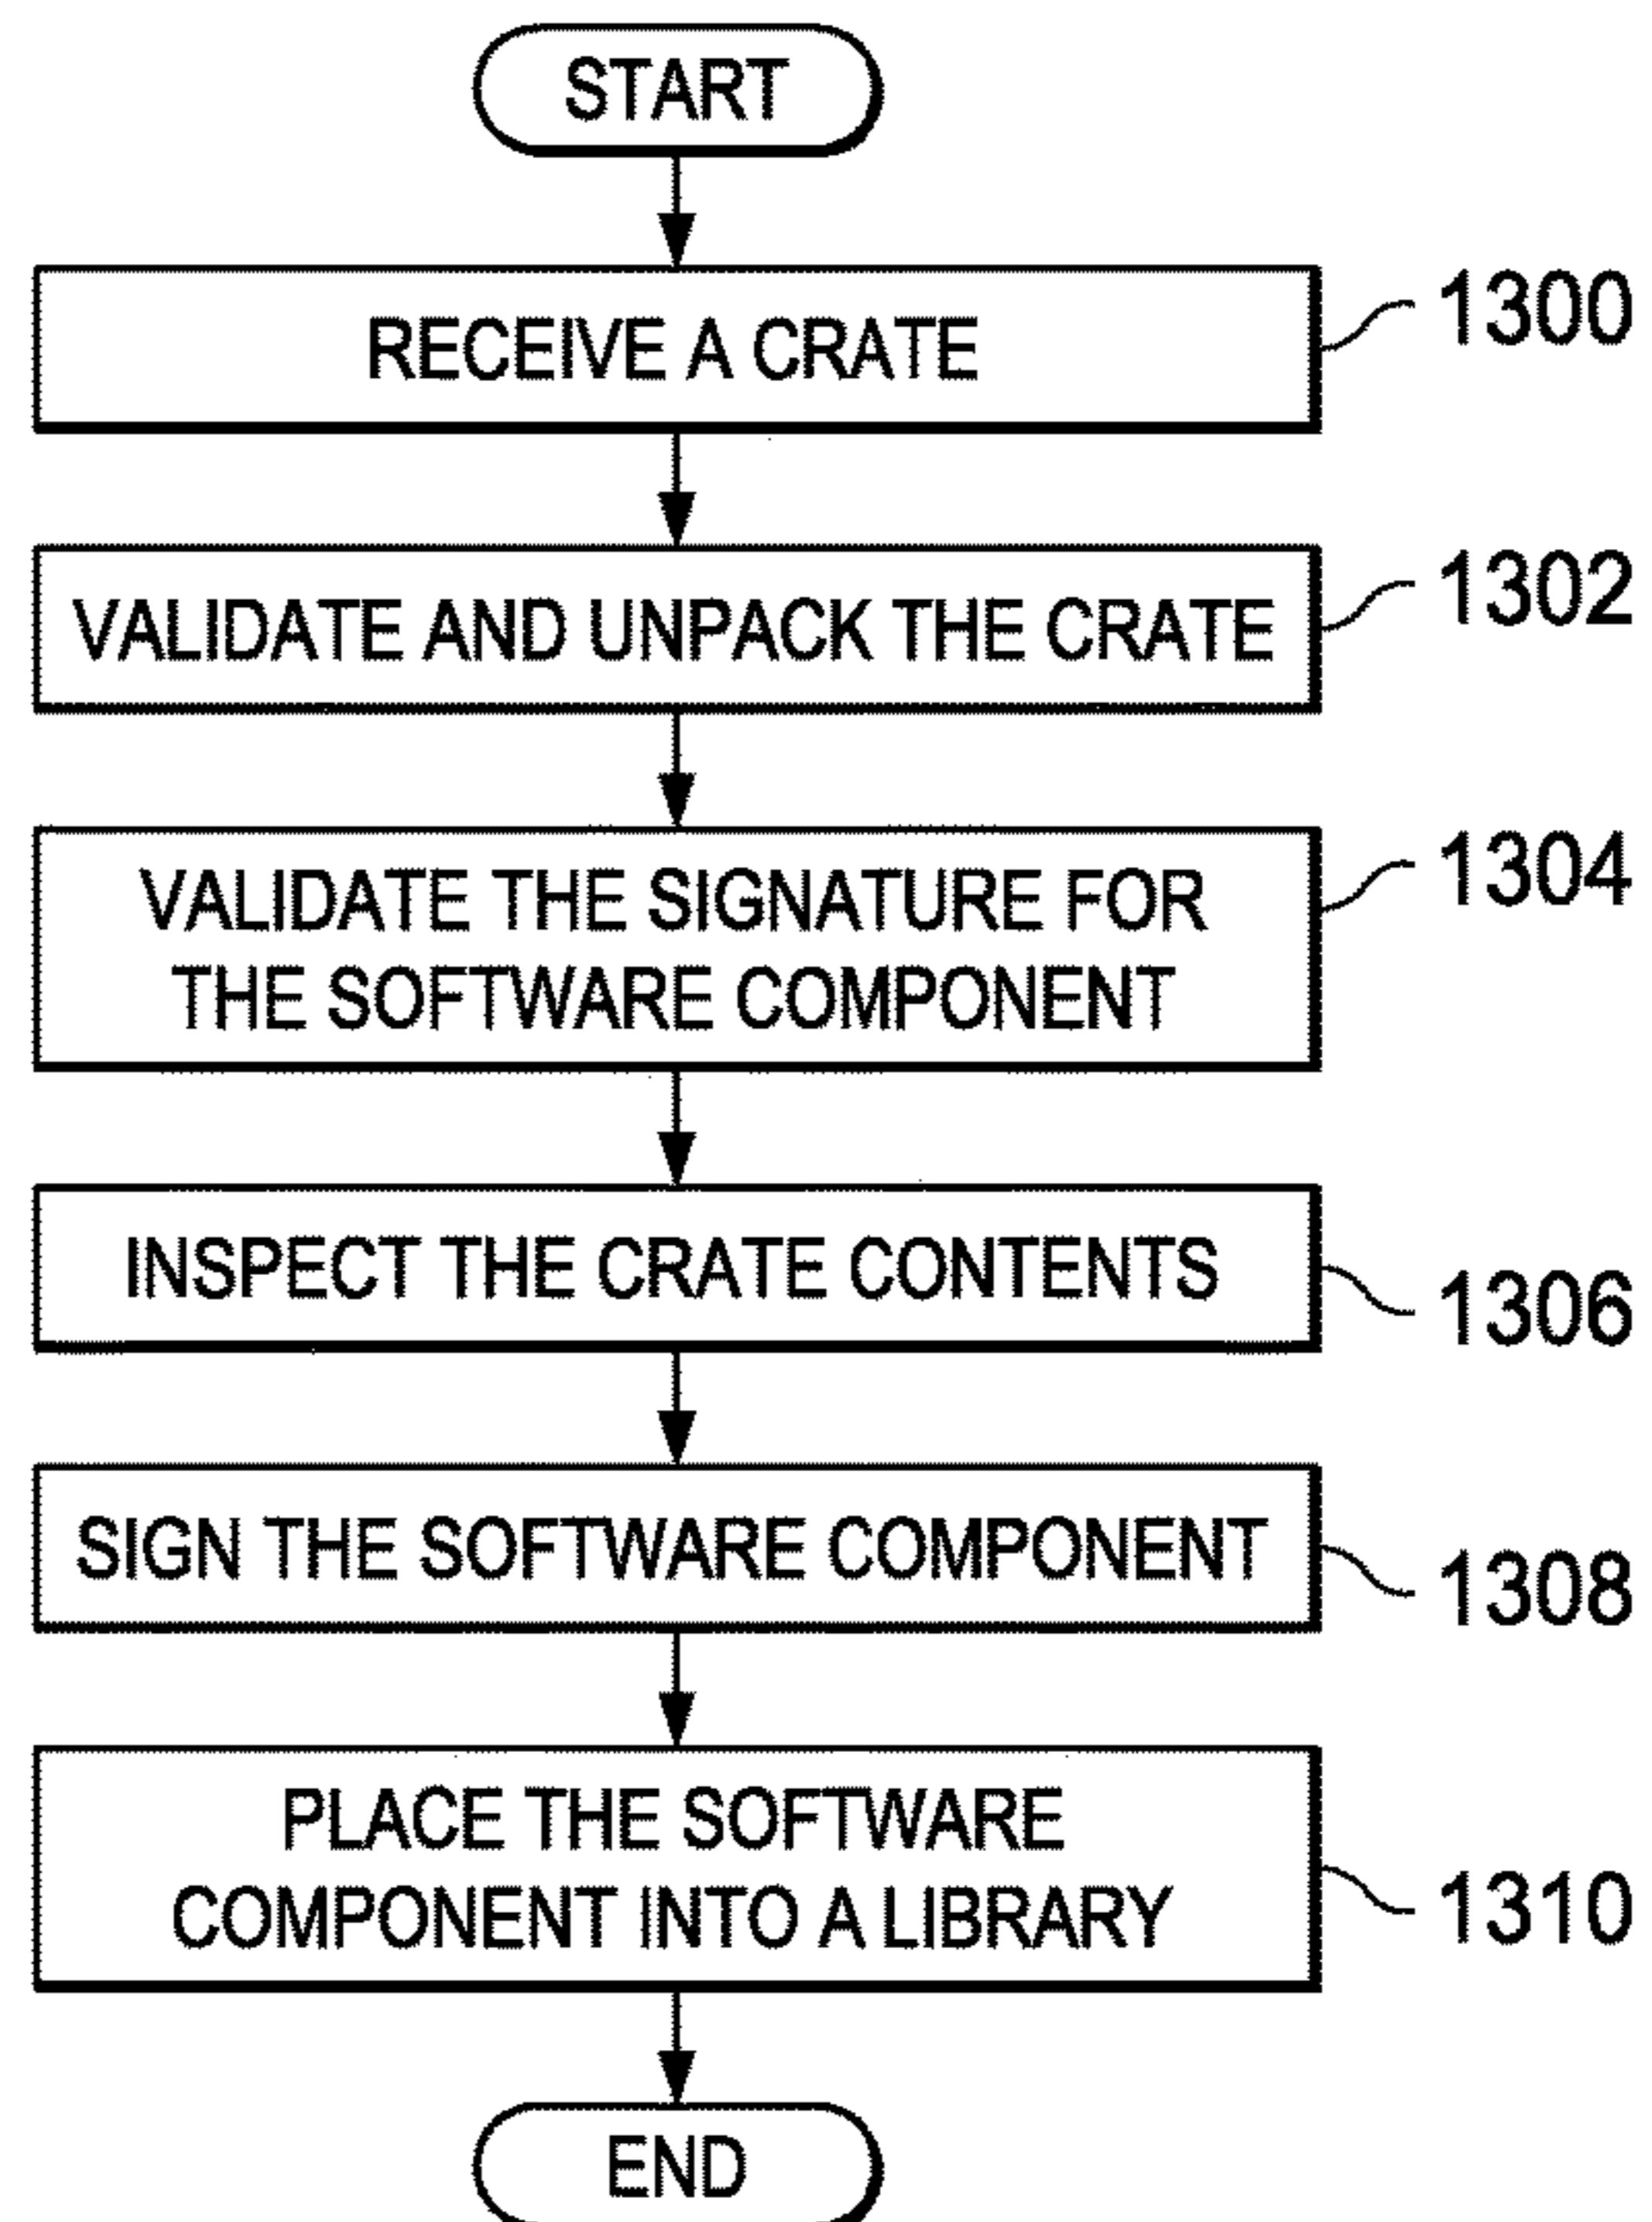 START
RECEIVE A CRATE
1300
VALIDATE AND UNPACK THE CRATE
1302
VALIDATE THE SIGNATURE FOR
THE SOFTWARE COMPONENT
1304
INSPECT THE CRATE CONTENTS
1306
SIGN THE SOFTWARE COMPONENT
1308
PLACE THE SOFTWARE
COMPONENT INTO A LIBRARY
1310
END